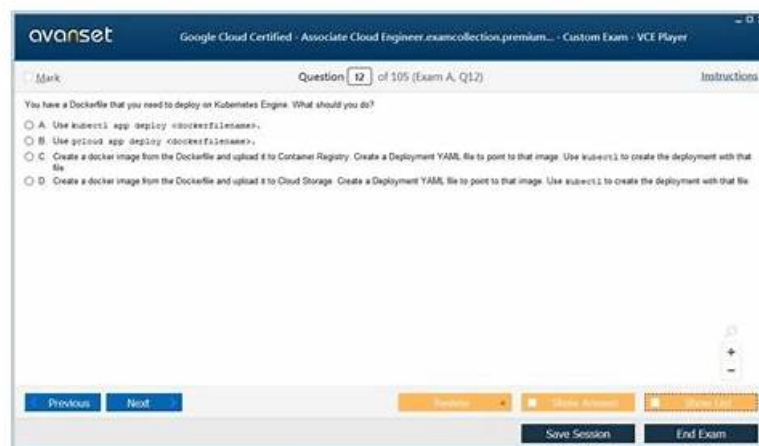 avanset
Google Cloud Certified - Associate Cloud Engineer.examcollection.premium... - Custom Exam - VCE Player
Mark
Question 12 of 105 (Exam A, Q12)
Instructions
You have a Dockerfile that you need to deploy on Kubernetes Engine. What should you do?
A. Use kubectl app deploy <dockerfilename>.
B. Use gcloud app deploy <dockerfilename>.
C. Create a docker image from the Dockerfile and upload it to Container Registry. Create a Deployment YAML file to point to that image. Use kubectl to create the deployment with that
file.
D. Create a docker image from the Dockerfile and upload it to Cloud Storage. Create a Deployment YAML file to point to that image. Use kubectl to create the deployment with that file.
Previous
Next
Review
Show Answer
Show List
Save Session
End Exam